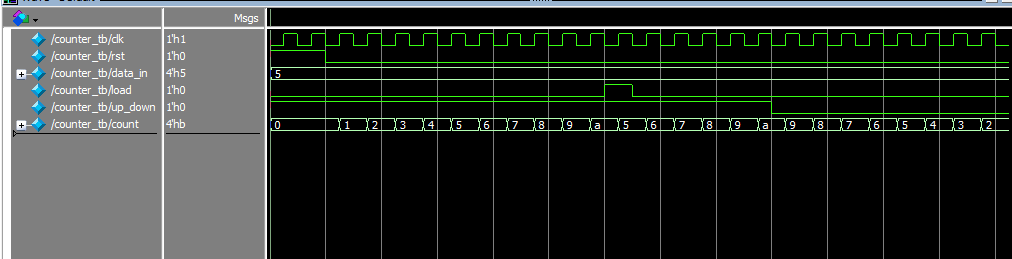 Msgs
/counter_tb/clk 1'h1
/counter_tb/rst 1'h0
/counter_tb/data_in 4'h5 5
/counter_tb/load 1'h0
/counter_tb/up_down 1'h0
/counter_tb/count 4'hb 0 1 2 3 4 5 6 7 8 9 a 5 6 7 8 9 a 9 8 7 6 5 4 3 2